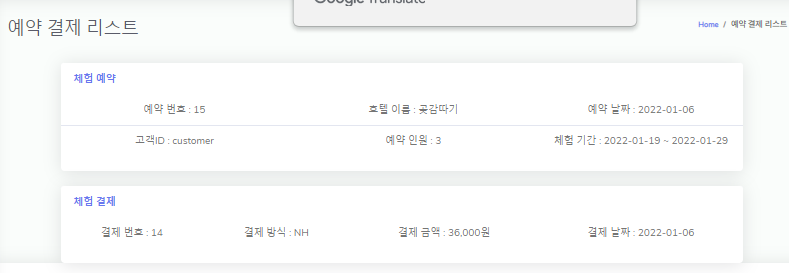 Google Translate
예약 결제 리스트
Home / 예약 결제 리스트
체험 예약
예약 번호 : 15 호텔 이름 : 곶감따기 예약 날짜 : 2022-01-06
고객ID : customer 예약 인원 : 3 체험 기간 : 2022-01-19 ~ 2022-01-29
체험 결제
결제 번호 : 14 결제 방식 : NH 결제 금액 : 36,000원 결제 날짜 : 2022-01-06